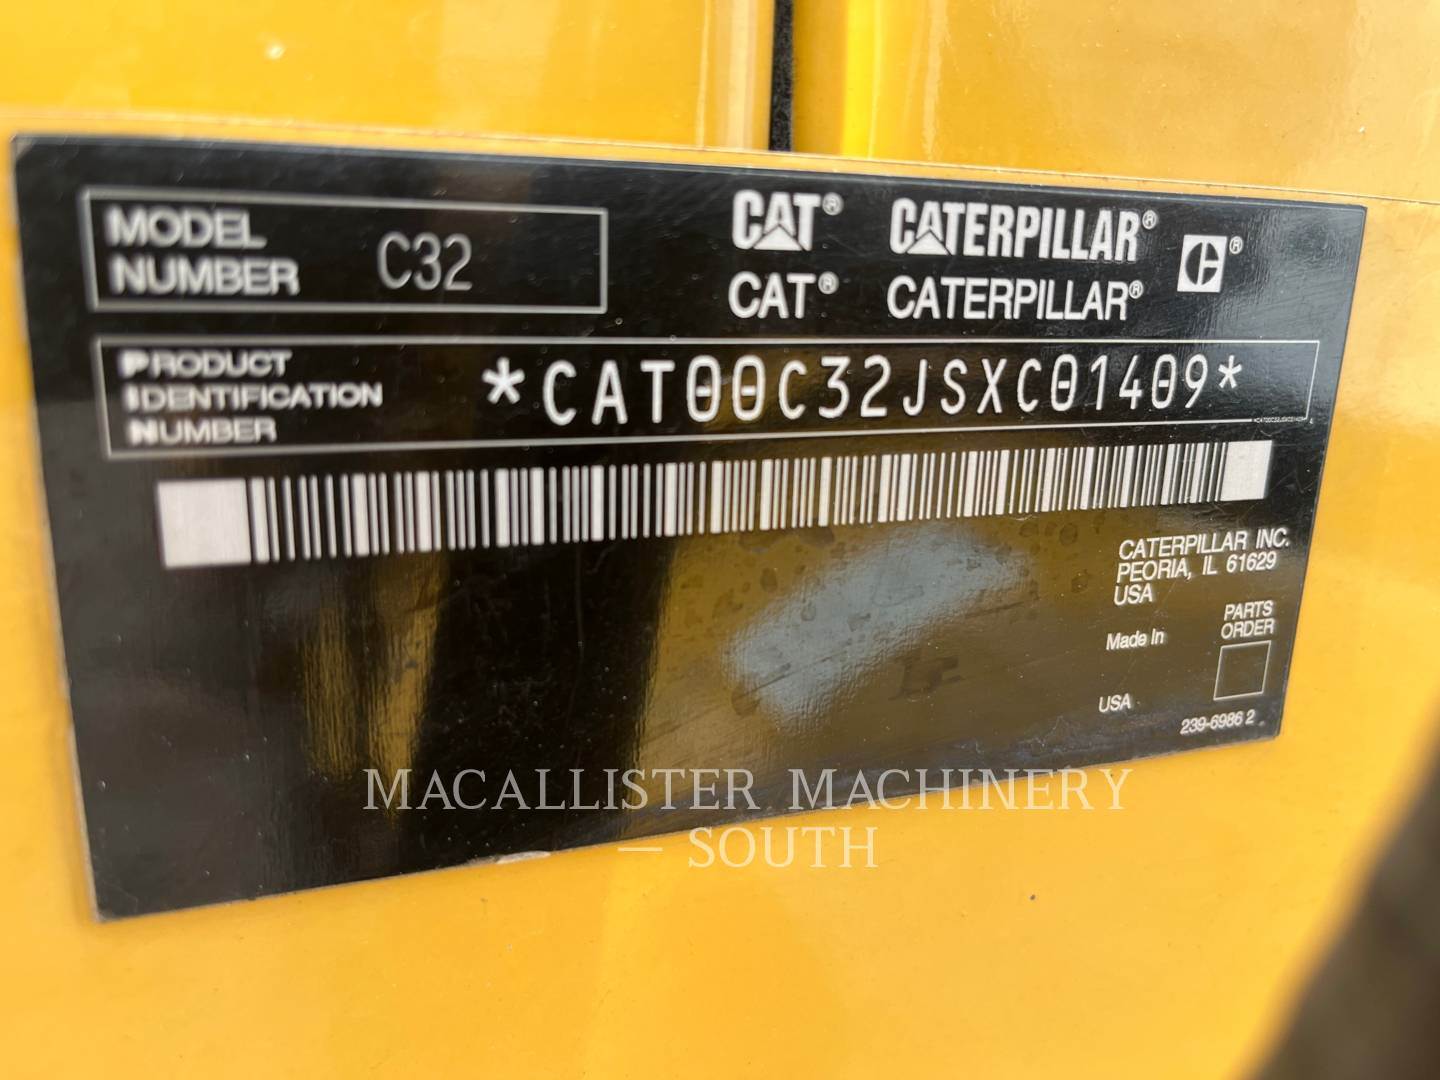 MODEL NUMBER C32
CAT® CATERPILLAR® C®
CAT® CATERPILLAR®
PRODUCT
IDENTIFICATION
NUMBER
*CAT00C32JSXC01409*
CATERPILLAR INC.
PEORIA, IL 61629
USA
Made In
USA
PARTS
ORDER
239-6986 2
MACALLISTER MACHINERY
— SOUTH